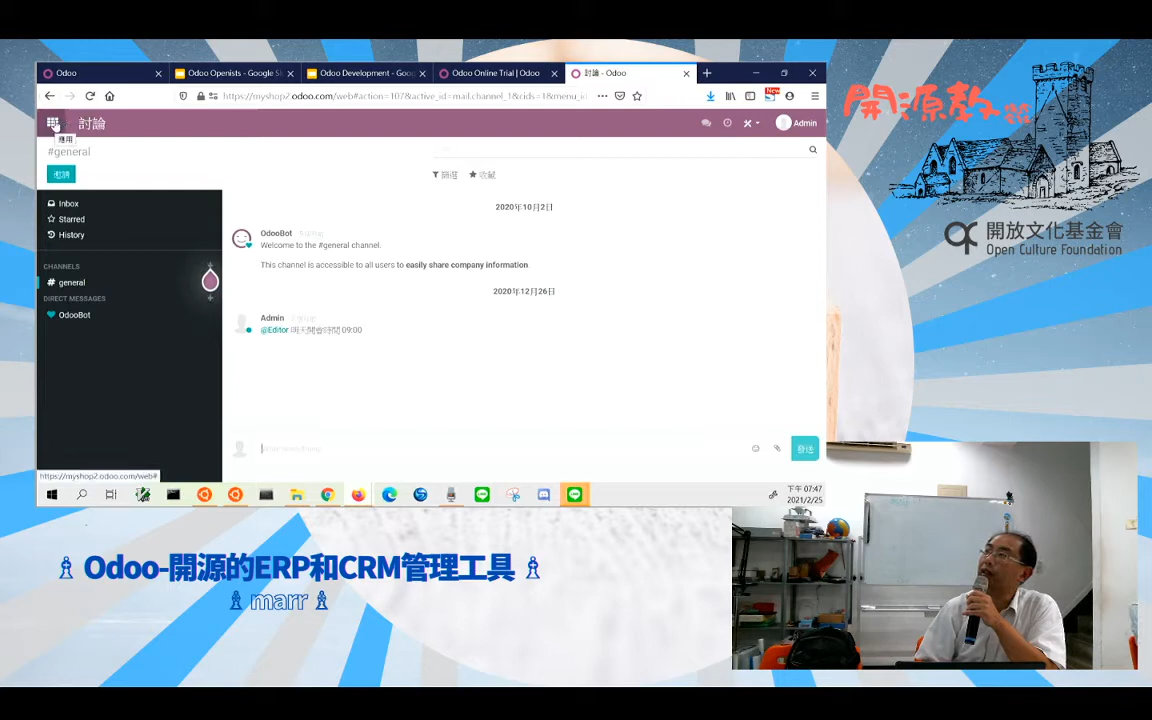 Odoo
Odoo Openists - Google Sl
Odoo Development - Goo
Odoo Online Trial | Odoo
討論 - Odoo
https://myshop2.odoo.com/web#action=107&active_id=mail.channel_1&cids=1&menu_i
New
討論
Admin
應用
#general
邀請
篩選
收藏
Inbox
Starred
History
CHANNELS
# general
DIRECT MESSAGES
OdooBot
2020年10月2日
OdooBot
Welcome to the #general channel.
This channel is accessible to all users to easily share company information.
2020年12月26日
Admin
@Editor 明天開會時間 09:00
發送
https://myshop2.odoo.com/web#
下午 07:47
2021/2/25
開源教
開放文化基金會
Open Culture Foundation
Odoo-開源的ERP和CRM管理工具
marr